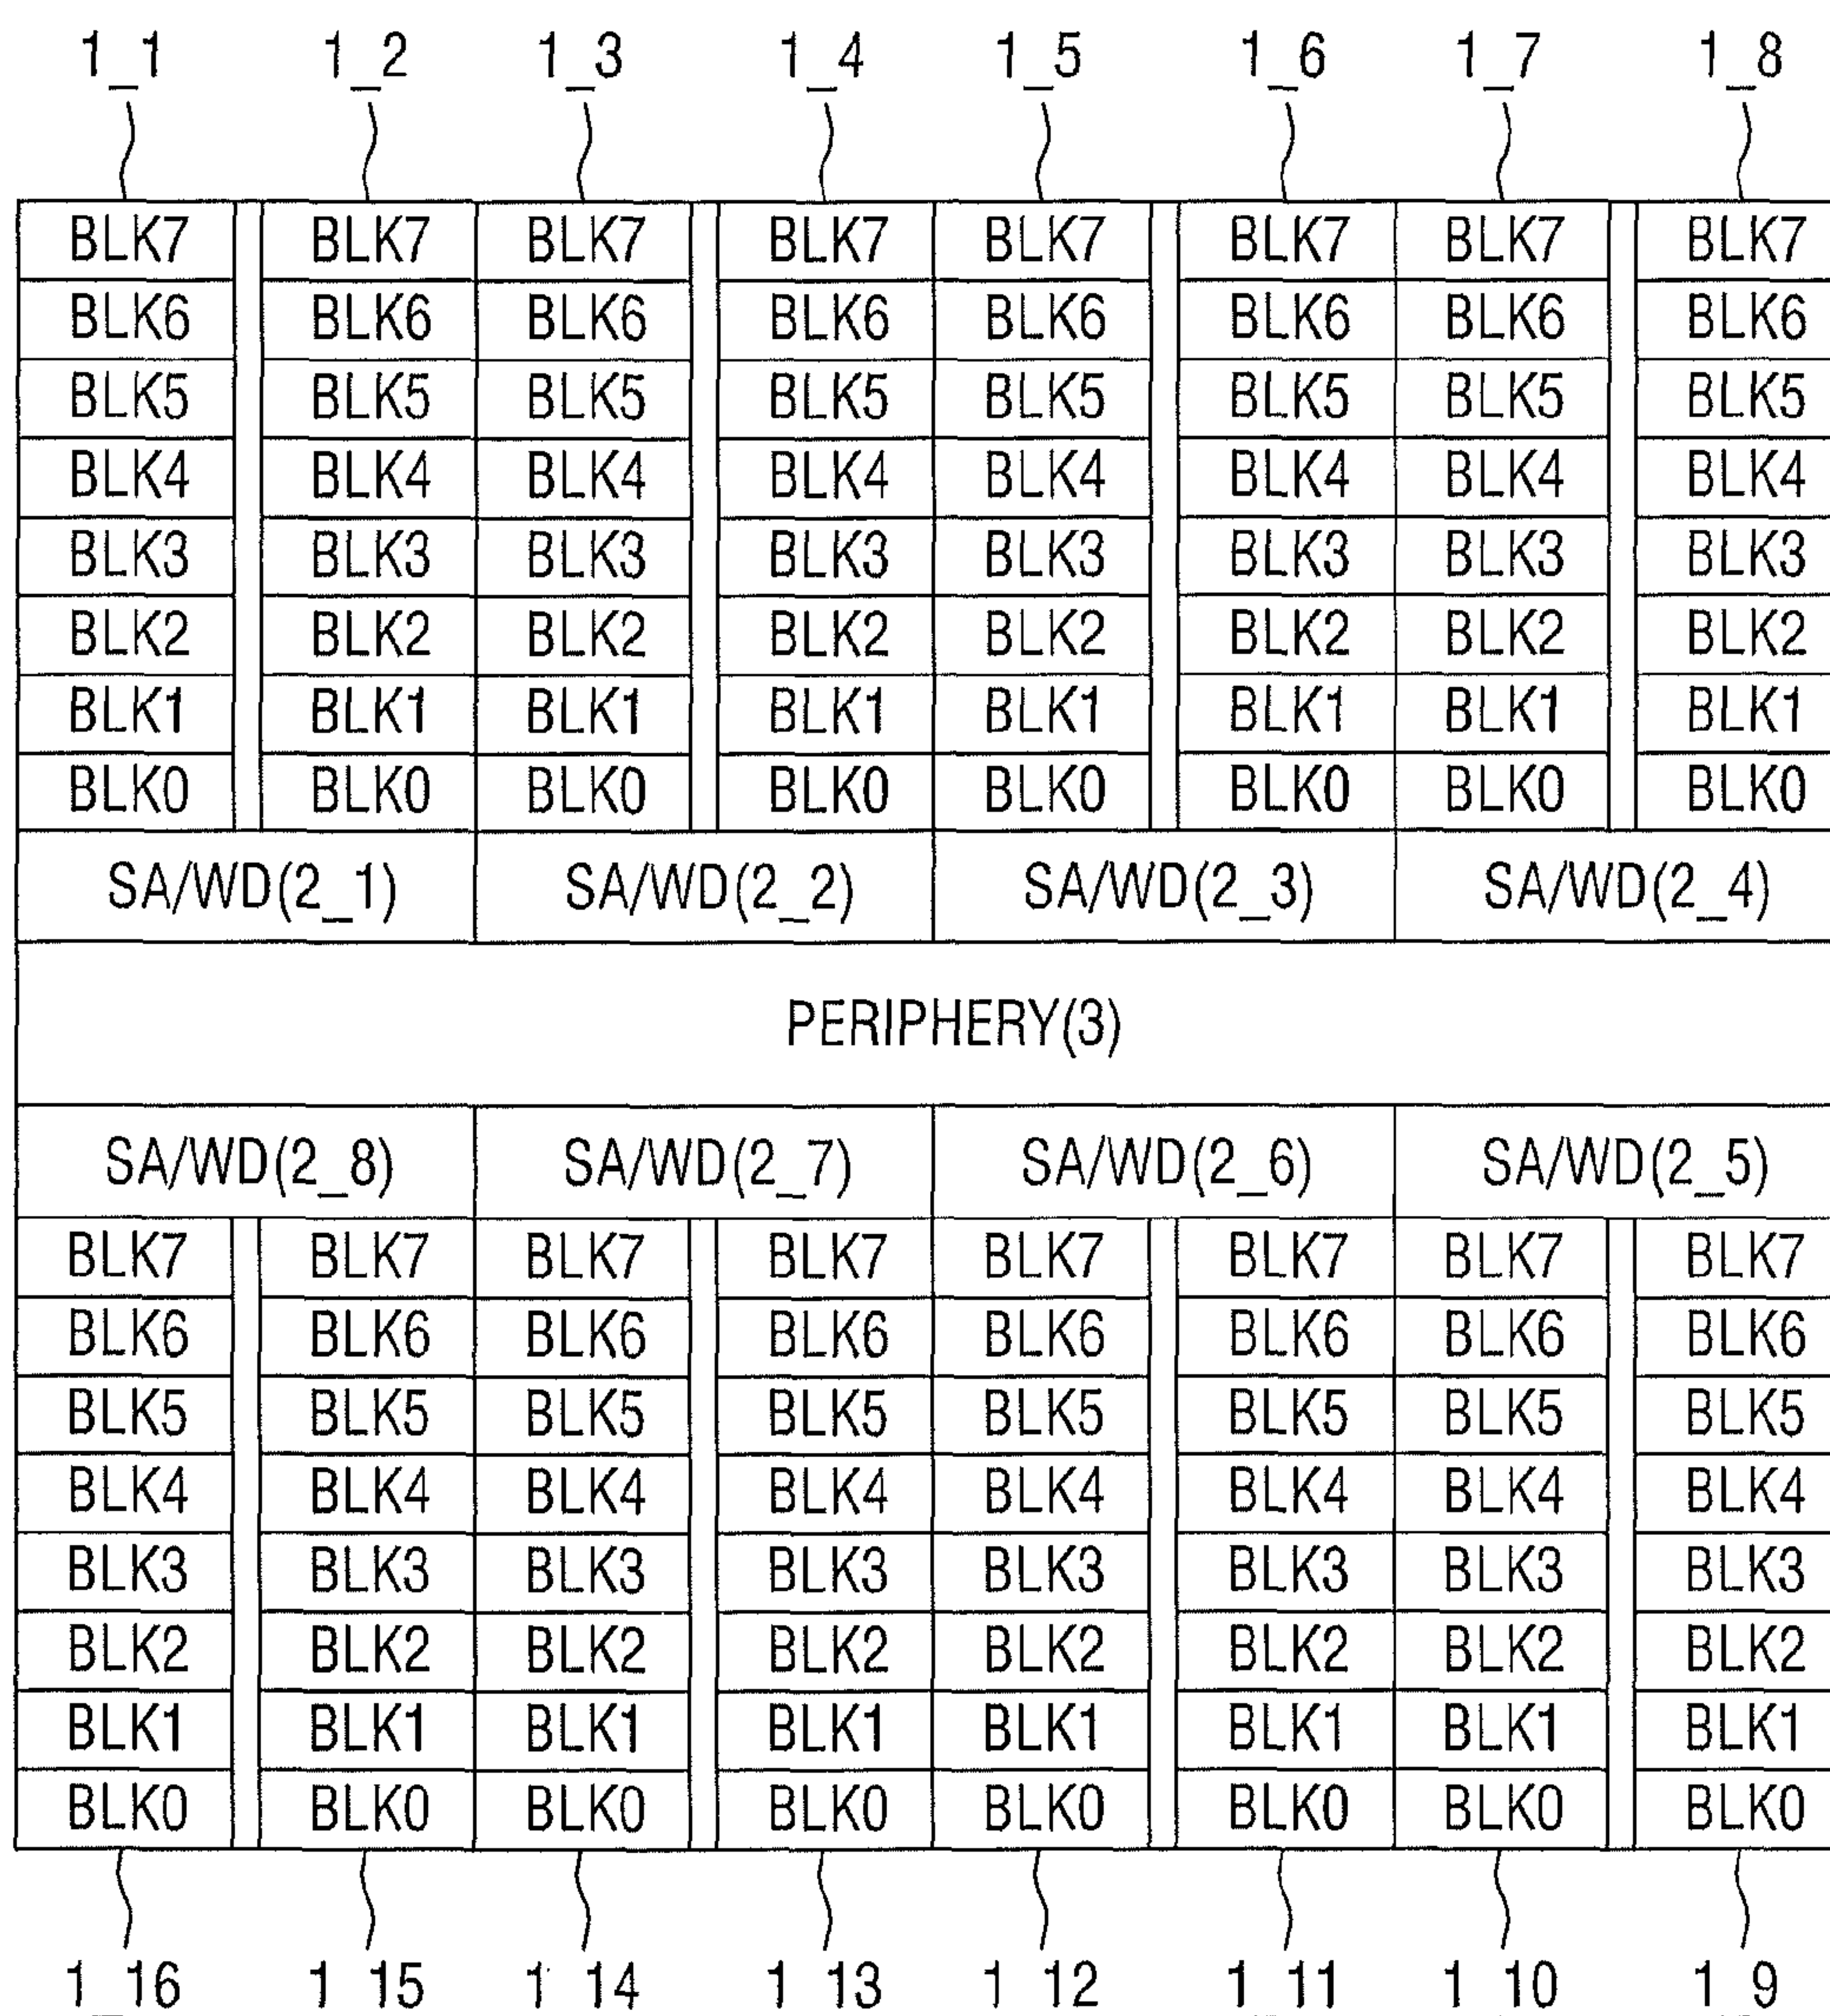 1_1 1_2 1_3 1_4 1_5 1_6 1_7 1_8
BLK7 BLK7 BLK7 BLK7 BLK7 BLK7 BLK7 BLK7
BLK6 BLK6 BLK6 BLK6 BLK6 BLK6 BLK6 BLK6
BLK5 BLK5 BLK5 BLK5 BLK5 BLK5 BLK5 BLK5
BLK4 BLK4 BLK4 BLK4 BLK4 BLK4 BLK4 BLK4
BLK3 BLK3 BLK3 BLK3 BLK3 BLK3 BLK3 BLK3
BLK2 BLK2 BLK2 BLK2 BLK2 BLK2 BLK2 BLK2
BLK1 BLK1 BLK1 BLK1 BLK1 BLK1 BLK1 BLK1
BLK0 BLK0 BLK0 BLK0 BLK0 BLK0 BLK0 BLK0
SA/WD(2_1) SA/WD(2_2) SA/WD(2_3) SA/WD(2_4)
PERIPHERY(3)
SA/WD(2_8) SA/WD(2_7) SA/WD(2_6) SA/WD(2_5)
BLK7 BLK7 BLK7 BLK7 BLK7 BLK7 BLK7 BLK7
BLK6 BLK6 BLK6 BLK6 BLK6 BLK6 BLK6 BLK6
BLK5 BLK5 BLK5 BLK5 BLK5 BLK5 BLK5 BLK5
BLK4 BLK4 BLK4 BLK4 BLK4 BLK4 BLK4 BLK4
BLK3 BLK3 BLK3 BLK3 BLK3 BLK3 BLK3 BLK3
BLK2 BLK2 BLK2 BLK2 BLK2 BLK2 BLK2 BLK2
BLK1 BLK1 BLK1 BLK1 BLK1 BLK1 BLK1 BLK1
BLK0 BLK0 BLK0 BLK0 BLK0 BLK0 BLK0 BLK0
1_16 1_15 1_14 1_13 1_12 1_11 1_10 1_9